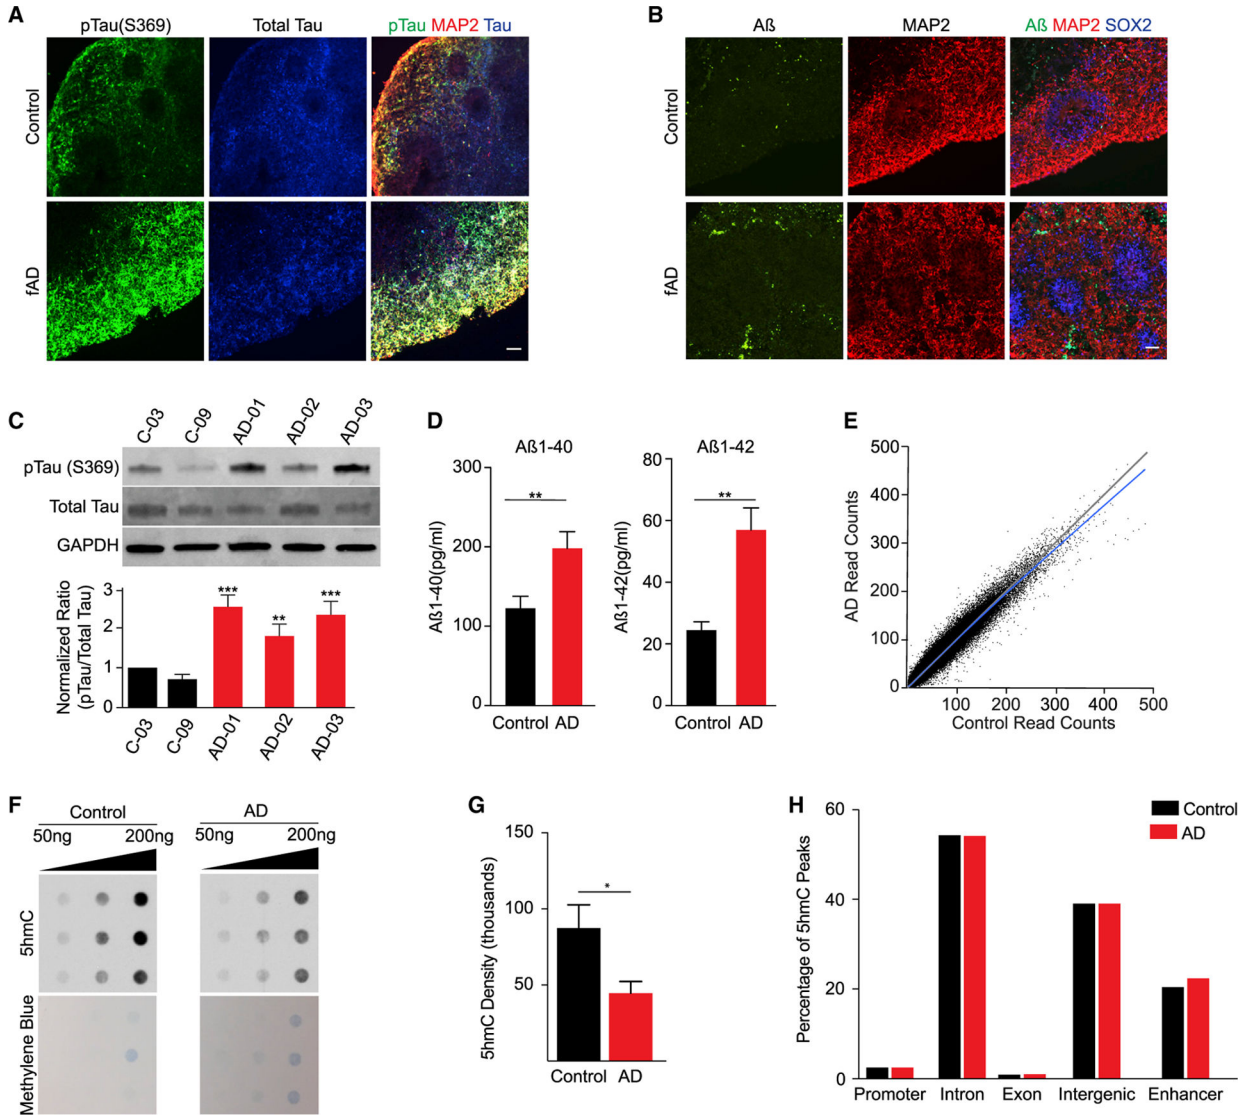 A
pTau(S369) Total Tau pTau MAP2 Tau
Control
fAD
B
Aß MAP2 Aß MAP2 SOX2
Control
fAD
C
C-03 C-09 AD-01 AD-02 AD-03
pTau (S369)
Total Tau
GAPDH
Normalized Ratio
(pTau/Total Tau)
3
2
1
0
*** ** ***
C-03 C-09 AD-01 AD-02 AD-03
D
Aß1-40
Aß1-40(pg/ml)
300
200
100
0
**
Control AD
Aß1-42
Aß1-42(pg/ml)
80
60
40
20
0
**
Control AD
E
AD Read Counts
500
400
300
200
100
0
100 200 300 400 500
Control Read Counts
F
Control AD
50ng 200ng 50ng 200ng
5hmC
Methylene Blue
G
5hmC Density (thousands)
150
100
50
0
*
Control AD
H
Percentage of 5hmC Peaks
60
40
20
0
Control
AD
Promoter Intron Exon Intergenic Enhancer